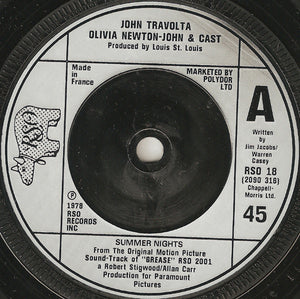 JOHN TRAVOLTA
OLIVIA NEWTON-JOHN & CAST
Produced by Louis St. Louis
Made in
France
MARKETED BY
POLYDOR
LTD
RSO
A
Written
by
Jim Jacobs/
Warren
Casey
RSO 18
(2090 318)
Chappell-
Morris Ltd.
45
℗
1978
RSO
RECORDS
INC
SUMMER NIGHTS
From The Original Motion Picture
Sound-Track of "GREASE" RSO 2001
a Robert Stigwood/Allan Carr
Production for Paramount
Pictures